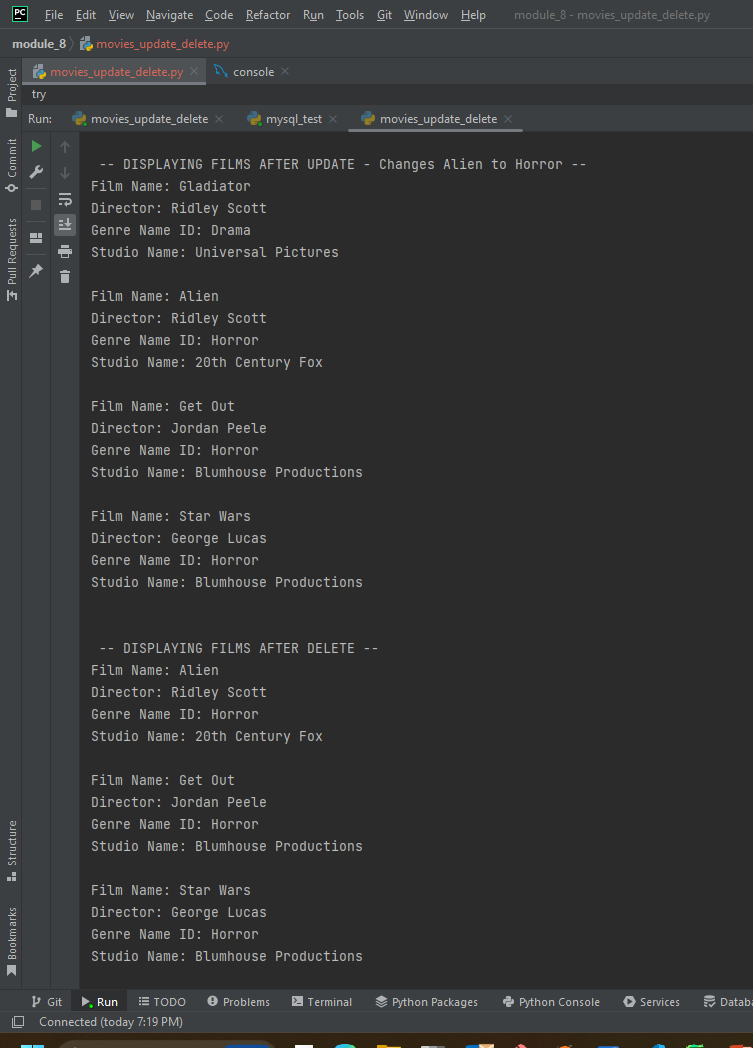 PC File Edit View Navigate Code Refactor Run Tools Git Window Help module_8 - movies_update_delete.py
module_8 movies_update_delete.py
Project
Commit
Pull Requests
Structure
Bookmarks
movies_update_delete.py console
try
Run: movies_update_delete mysql_test movies_update_delete
-- DISPLAYING FILMS AFTER UPDATE - Changes Alien to Horror --
Film Name: Gladiator
Director: Ridley Scott
Genre Name ID: Drama
Studio Name: Universal Pictures
Film Name: Alien
Director: Ridley Scott
Genre Name ID: Horror
Studio Name: 20th Century Fox
Film Name: Get Out
Director: Jordan Peele
Genre Name ID: Horror
Studio Name: Blumhouse Productions
Film Name: Star Wars
Director: George Lucas
Genre Name ID: Horror
Studio Name: Blumhouse Productions
-- DISPLAYING FILMS AFTER DELETE --
Film Name: Alien
Director: Ridley Scott
Genre Name ID: Horror
Studio Name: 20th Century Fox
Film Name: Get Out
Director: Jordan Peele
Genre Name ID: Horror
Studio Name: Blumhouse Productions
Film Name: Star Wars
Director: George Lucas
Genre Name ID: Horror
Studio Name: Blumhouse Productions
Git Run TODO Problems Terminal Python Packages Python Console Services Databa
Connected (today 7:19 PM)